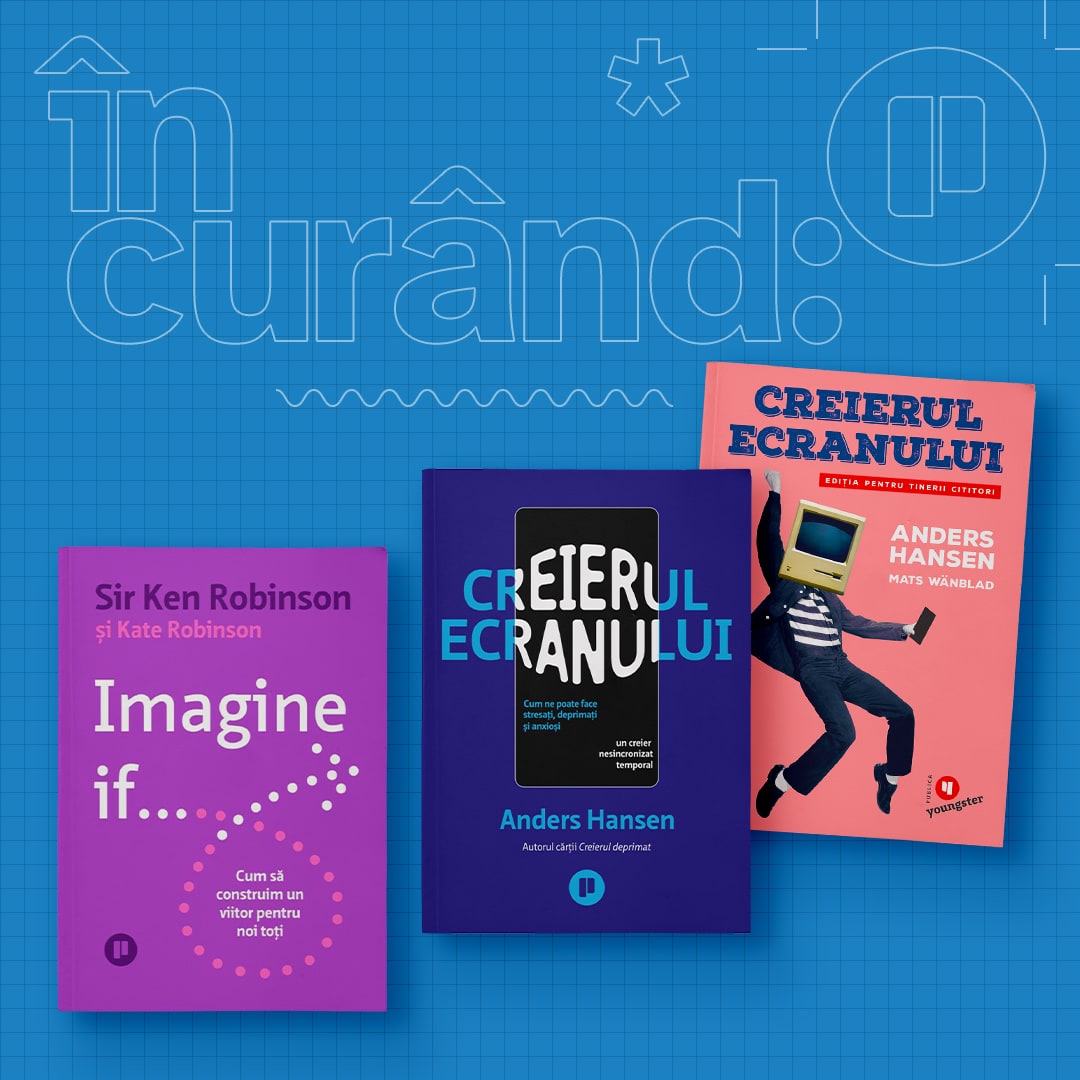 în
curând:
Sir Ken Robinson
și Kate Robinson
Imagine
if...
Cum să
construim un
viitor pentru
noi toți
CREIERUL
ECRANULUI
Cum ne poate face
stresați, deprimați
și anxioși
un creier
nesincronizat
temporal
Anders Hansen
Autorul cărții Creierul deprimat
CREIERUL
ECRANULUI
EDIȚIA PENTRU TINERII CITITORI
ANDERS
HANSEN
MATS WÄNBLAD
PUBLICA
youngster